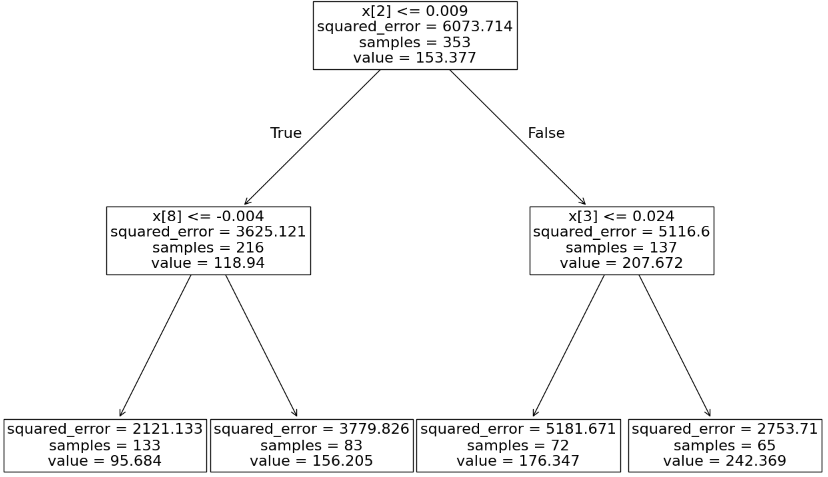 x[2] <= 0.009
squared_error = 6073.714
samples = 353
value = 153.377
True
False
x[8] <= -0.004
squared_error = 3625.121
samples = 216
value = 118.94
x[3] <= 0.024
squared_error = 5116.6
samples = 137
value = 207.672
squared_error = 2121.133
samples = 133
value = 95.684
squared_error = 3779.826
samples = 83
value = 156.205
squared_error = 5181.671
samples = 72
value = 176.347
squared_error = 2753.71
samples = 65
value = 242.369